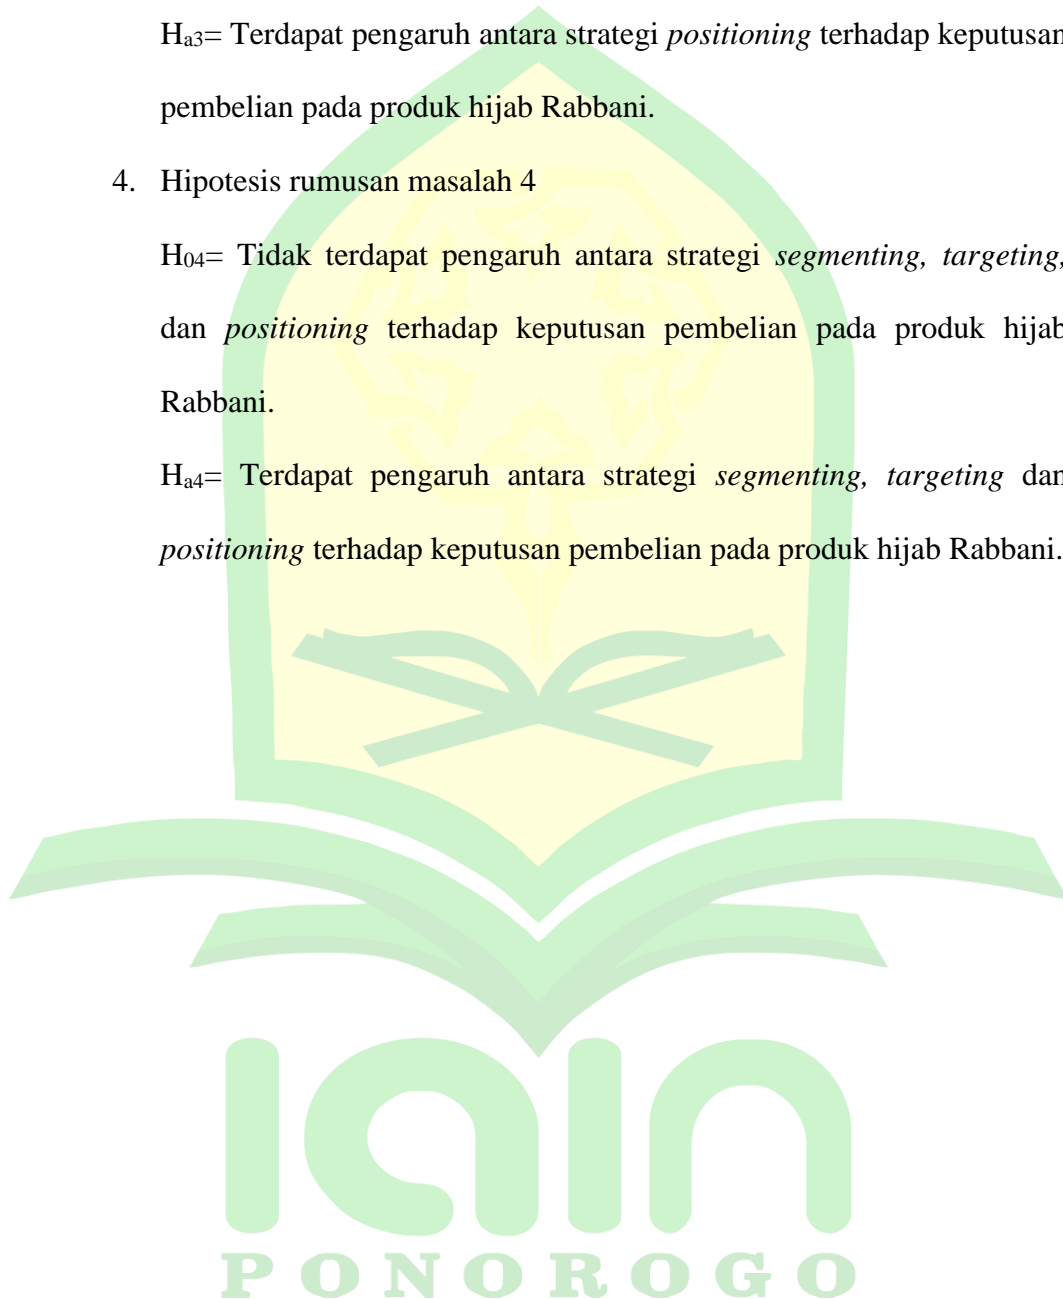 Ha3= Terdapat pengaruh antara strategi positioning terhadap keputusan
pembelian pada produk hijab Rabbani.
4. Hipotesis rumusan masalah 4
H04= Tidak terdapat pengaruh antara strategi segmenting, targeting,
dan positioning terhadap keputusan pembelian pada produk hijab
Rabbani.
Ha4= Terdapat pengaruh antara strategi segmenting, targeting dan
positioning terhadap keputusan pembelian pada produk hijab Rabbani.
iain
PONOROGO